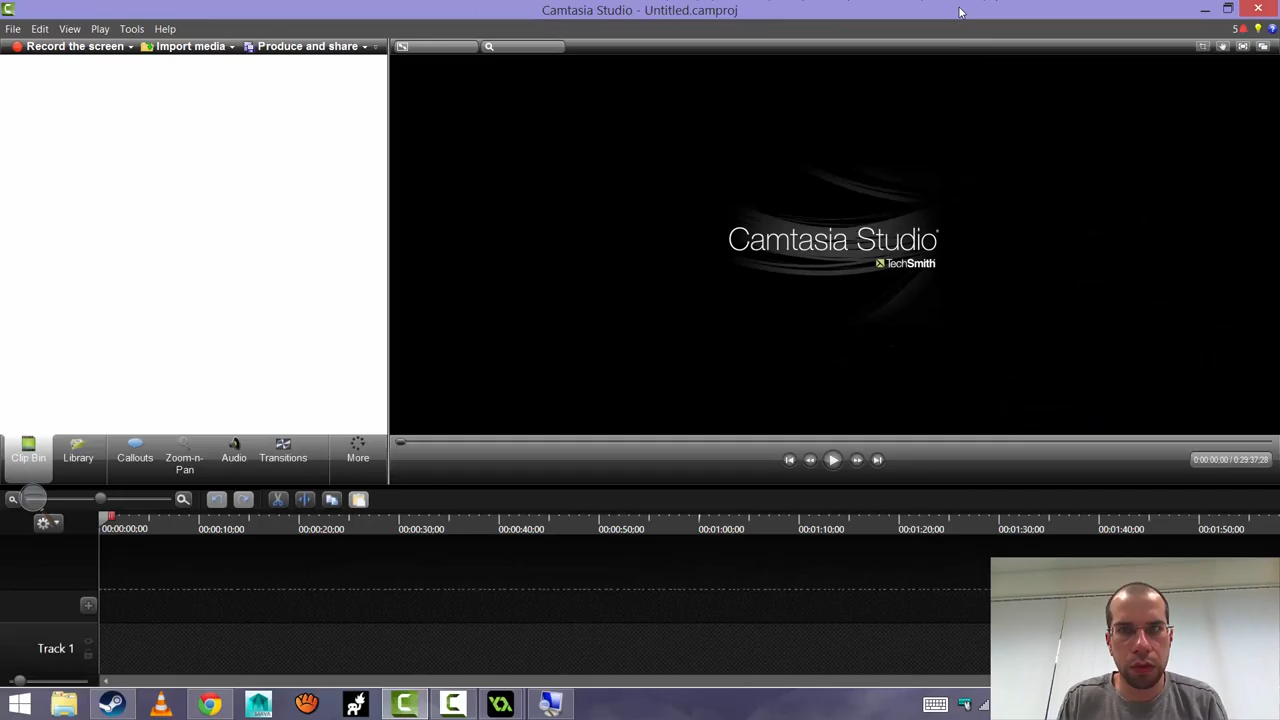 Camtasia Studio - Untitled.camproj
File Edit View Play Tools Help
5
Record the screen Import media Produce and share
Camtasia Studio
TechSmith
Clip Bin Library Callouts Zoom-n-Pan Audio Transitions More
0:00:00;00 / 0:29:37;28
00:00:00;00 00:00:10;00 00:00:20;00 00:00:30;00 00:00:40;00 00:00:50;00 00:01:00;00 00:01:10;00 00:01:20;00 00:01:30;00 00:01:40;00 00:01:50;00
Track 1